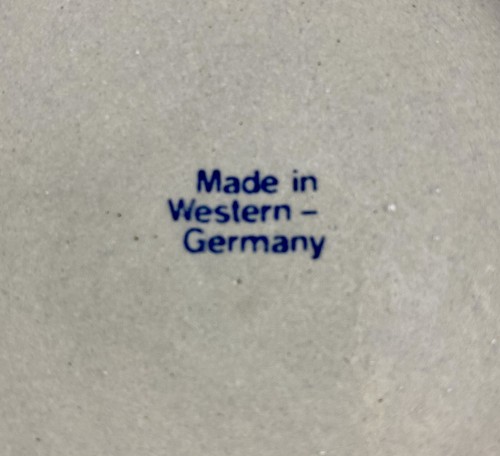 Made in
Western –
Germany